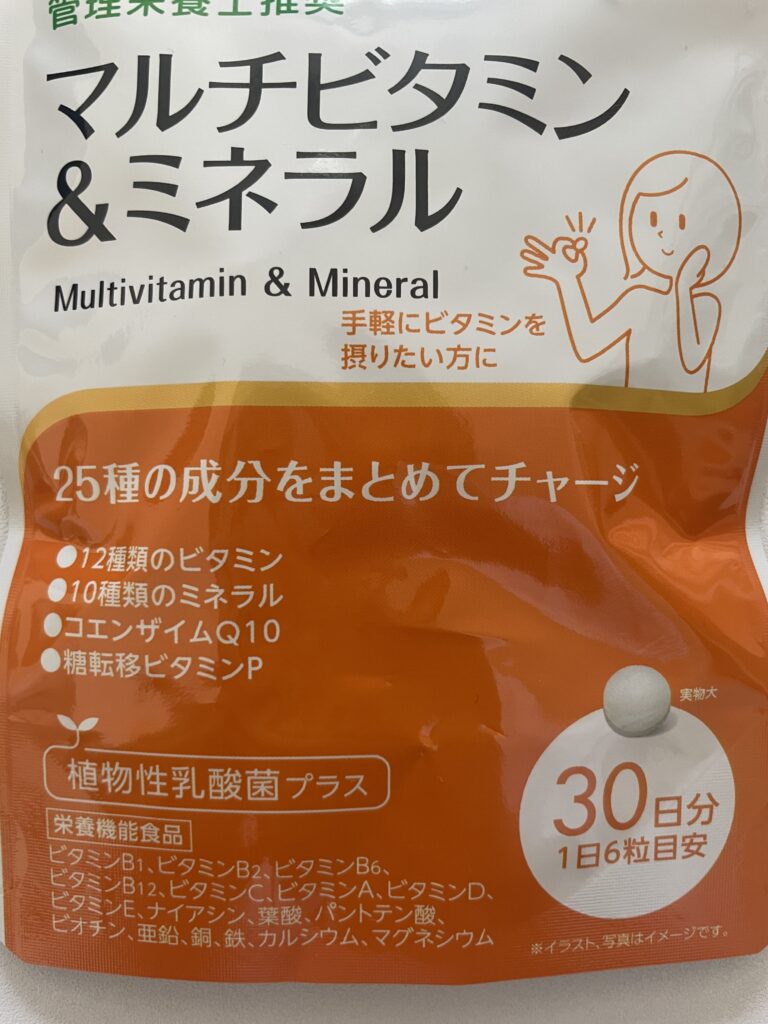 管理栄養士推奨
マルチビタミン
&ミネラル
Multivitamin & Mineral
手軽にビタミンを
摂りたい方に
25種の成分をまとめてチャージ
●12種類のビタミン
●10種類のミネラル
●コエンザイムQ10
●糖転移ビタミンP
植物性乳酸菌プラス
栄養機能食品
ビタミンB1、ビタミンB2、ビタミンB6、
ビタミンB12、ビタミンC、ビタミンA、ビタミンD、
ビタミンE、ナイアシン、葉酸、パントテン酸、
ビオチン、亜鉛、銅、鉄、カルシウム、マグネシウム
実物大
30日分
1日6粒目安
※イラスト、写真はイメージです。